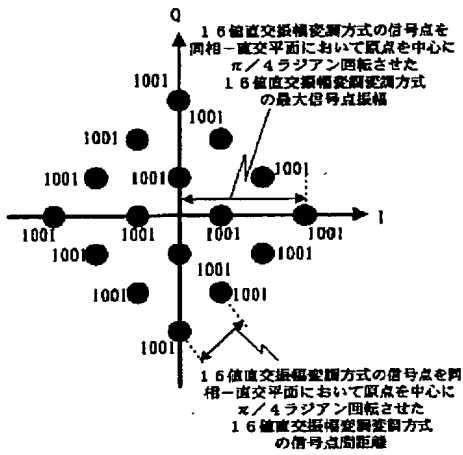 Q
16値直交振幅変調方式の信号点を
同相－直交平面において原点を中心に
π／4ラジアン回転させた
16値直交振幅変調変調方式
の最大信号点振幅
1001
1001
1001
1001
1001
1001
1001
I
1001
1001
1001
1001
1001
1001
1001
1001
1001
1001
16値直交振幅変調方式の信号点を同
相－直交平面において原点を中心に
π／4ラジアン回転させた
16値直交振幅変調変調方式
の信号点間距離